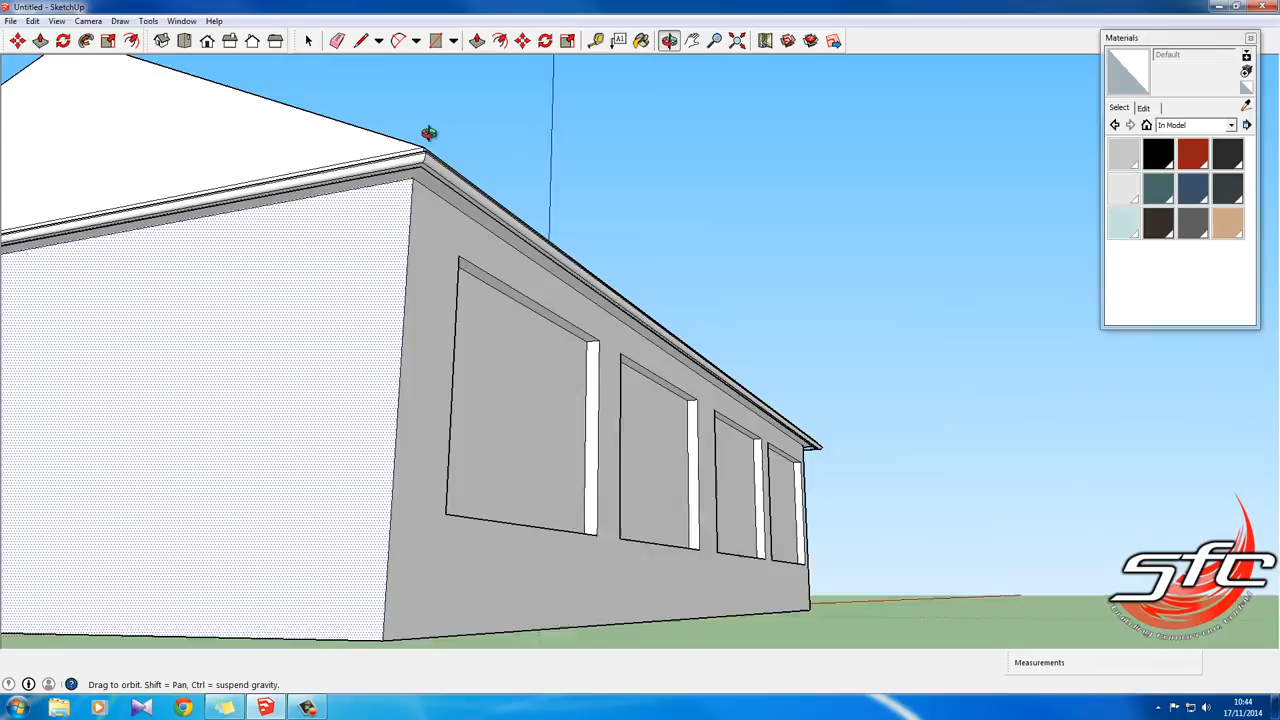 Untitled - SketchUp
File Edit View Camera Draw Tools Window Help
Materials
Default
Select Edit
In Model
sfc
Measurements
Drag to orbit. Shift = Pan, Ctrl = suspend gravity.
10:44
17/11/2014